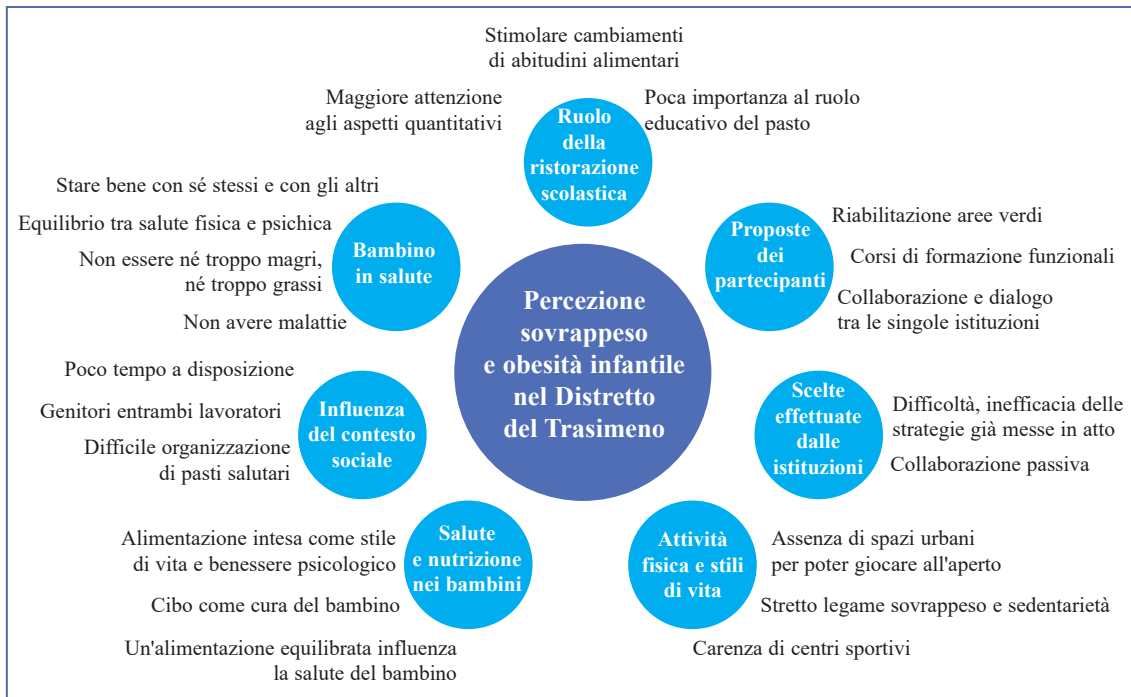 Stimolare cambiamenti
di abitudini alimentari
Maggiore attenzione
agli aspetti quantitativi
Poca importanza al ruolo
educativo del pasto
Ruolo
della
ristorazione
scolastica
Stare bene con sé stessi e con gli altri
Equilibrio tra salute fisica e psichica
Non essere né troppo magri,
né troppo grassi
Non avere malattie
Bambino
in salute
Proposte
dei
partecipanti
Riabilitazione aree verdi
Corsi di formazione funzionali
Collaborazione e dialogo
tra le singole istituzioni
Percezione
sovrappeso
e obesità infantile
nel Distretto
del Trasimeno
Poco tempo a disposizione
Genitori entrambi lavoratori
Difficile organizzazione
di pasti salutari
Influenza
del contesto
sociale
Scelte
effettuate
dalle
istituzioni
Difficoltà, inefficacia delle
strategie già messe in atto
Collaborazione passiva
Alimentazione intesa come stile
di vita e benessere psicologico
Cibo come cura del bambino
Un'alimentazione equilibrata influenza
la salute del bambino
Salute
e nutrizione
nei bambini
Attività
fisica e stili
di vita
Assenza di spazi urbani
per poter giocare all'aperto
Stretto legame sovrappeso e sedentarietà
Carenza di centri sportivi